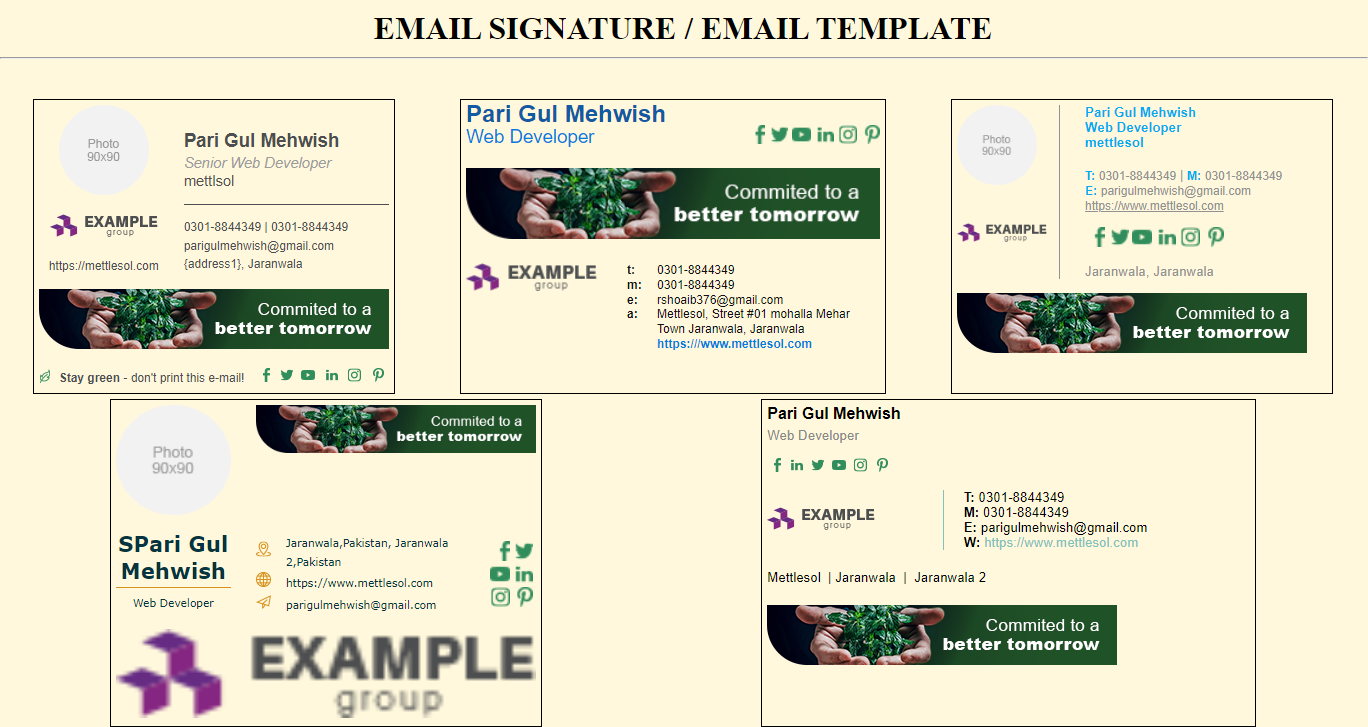 EMAIL SIGNATURE / EMAIL TEMPLATE
Photo
90x90
Pari Gul Mehwish
Senior Web Developer
mettlsol
EXAMPLE
group
0301-8844349 | 0301-8844349
parigulmehwish@gmail.com
{address1}, Jaranwala
https://mettlesol.com
Commited to a
better tomorrow
Stay green - don't print this e-mail!
Pari Gul Mehwish
Web Developer
Commited to a
better tomorrow
EXAMPLE
group
t: 0301-8844349
m: 0301-8844349
e: rshoaib376@gmail.com
a: Mettlesol, Street #01 mohalla Mehar
Town Jaranwala, Jaranwala
https:///www.mettlesol.com
Photo
90x90
EXAMPLE
group
Pari Gul Mehwish
Web Developer
mettlesol
T: 0301-8844349 | M: 0301-8844349
E: parigulmehwish@gmail.com
https://www.mettlesol.com
Jaranwala, Jaranwala
Commited to a
better tomorrow
Photo
90x90
Commited to a
better tomorrow
SPari Gul
Mehwish
Web Developer
Jaranwala,Pakistan, Jaranwala
2,Pakistan
https://www.mettlesol.com
parigulmehwish@gmail.com
EXAMPLE
group
Pari Gul Mehwish
Web Developer
EXAMPLE
group
T: 0301-8844349
M: 0301-8844349
E: parigulmehwish@gmail.com
W: https://www.mettlesol.com
Mettlesol | Jaranwala | Jaranwala 2
Commited to a
better tomorrow